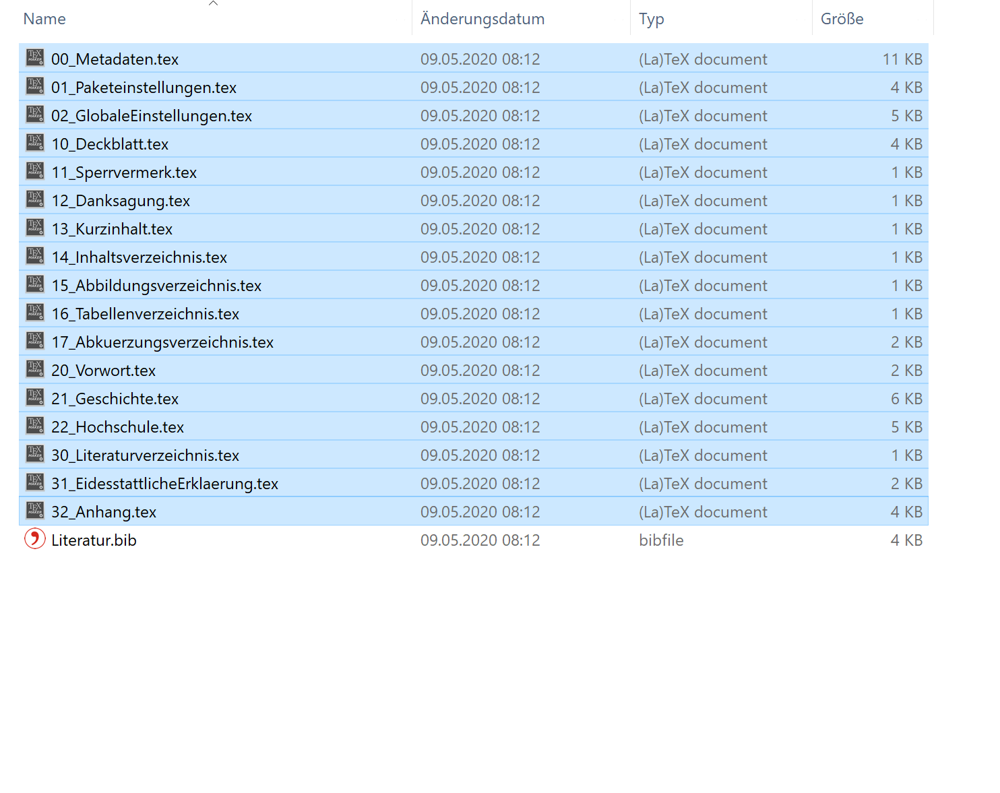 Name Änderungsdatum Typ Größe
00_Metadaten.tex 09.05.2020 08:12 (La)TeX document 11 KB
01_Paketeinstellungen.tex 09.05.2020 08:12 (La)TeX document 4 KB
02_GlobaleEinstellungen.tex 09.05.2020 08:12 (La)TeX document 5 KB
10_Deckblatt.tex 09.05.2020 08:12 (La)TeX document 4 KB
11_Sperrvermerk.tex 09.05.2020 08:12 (La)TeX document 1 KB
12_Danksagung.tex 09.05.2020 08:12 (La)TeX document 1 KB
13_Kurzinhalt.tex 09.05.2020 08:12 (La)TeX document 1 KB
14_Inhaltsverzeichnis.tex 09.05.2020 08:12 (La)TeX document 1 KB
15_Abbildungsverzeichnis.tex 09.05.2020 08:12 (La)TeX document 1 KB
16_Tabellenverzeichnis.tex 09.05.2020 08:12 (La)TeX document 1 KB
17_Abkuerzungsverzeichnis.tex 09.05.2020 08:12 (La)TeX document 2 KB
20_Vorwort.tex 09.05.2020 08:12 (La)TeX document 2 KB
21_Geschichte.tex 09.05.2020 08:12 (La)TeX document 6 KB
22_Hochschule.tex 09.05.2020 08:12 (La)TeX document 5 KB
30_Literaturverzeichnis.tex 09.05.2020 08:12 (La)TeX document 1 KB
31_EidesstattlicheErklaerung.tex 09.05.2020 08:12 (La)TeX document 2 KB
32_Anhang.tex 09.05.2020 08:12 (La)TeX document 4 KB
Literatur.bib 09.05.2020 08:12 bibfile 4 KB